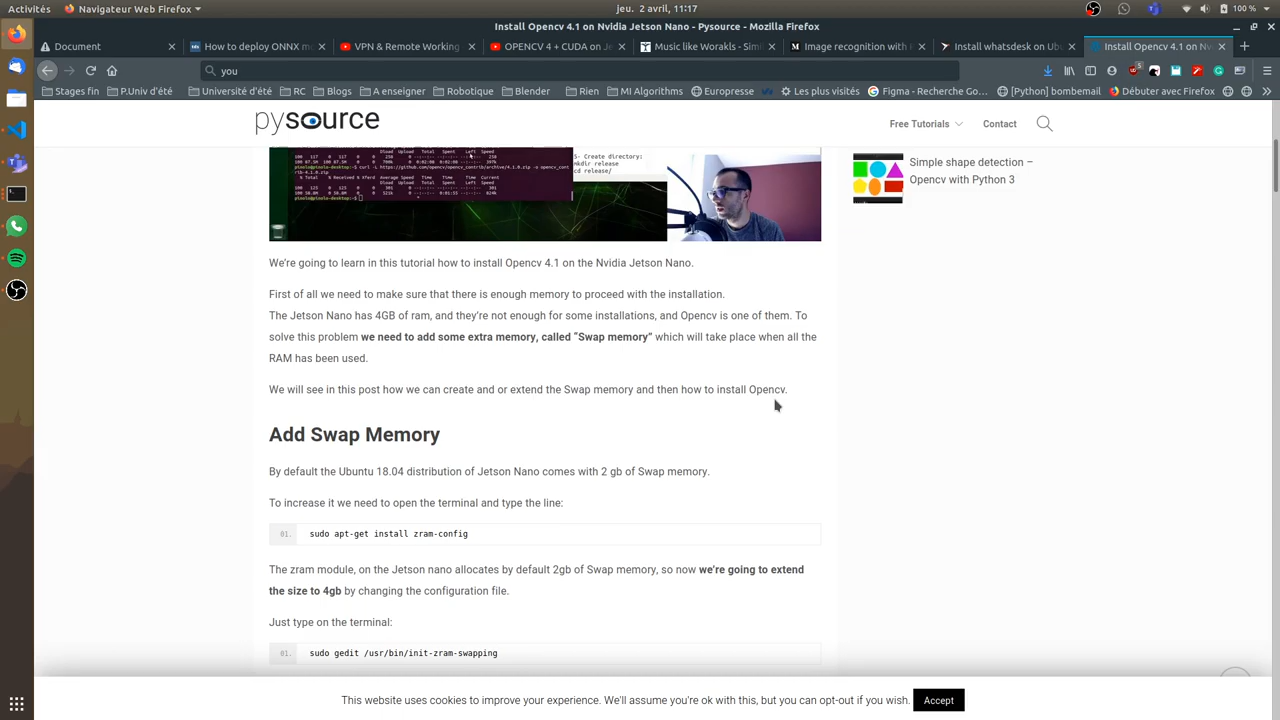 Activités
Firefox Web Browser
jeu. 2 avril, 11:17
100 %
Install Opencv 4.1 on Nvidia Jetson Nano - Pysource - Mozilla Firefox
Document
How to deploy ONNX mo
VPN & Remote Working
OPENCV 4 + CUDA on Je
Music like Worakls - Simil
Image recognition with P
Install whatsdesk on Ubu
Install Opencv 4.1 on Nvi
you
Stages fin
P.Univ d'été
Université d'été
RC
Blogs
A enseigner
Robotique
Blender
Rien
MI Algorithms
Europresse
Les plus visités
Figma - Recherche Go…
[Python] bombemaid
Débuter avec Firefox
pysource
Free Tutorials
Contact
5- Create directory:
mkdir release
cd release/
Simple shape detection –
Opencv with Python 3
We're going to learn in this tutorial how to install Opencv 4.1 on the Nvidia Jetson Nano.
First of all we need to make sure that there is enough memory to proceed with the installation.
The Jetson Nano has 4GB of ram, and they're not enough for some installations, and Opencv is one of them. To
solve this problem we need to add some extra memory, called "Swap memory" which will take place when all the
RAM has been used.
We will see in this post how we can create and or extend the Swap memory and then how to install Opencv.
Add Swap Memory
By default the Ubuntu 18.04 distribution of Jetson Nano comes with 2 gb of Swap memory.
To increase it we need to open the terminal and type the line:
01. sudo apt-get install zram-config
The zram module, on the Jetson nano allocates by default 2gb of Swap memory, so now we're going to extend
the size to 4gb by changing the configuration file.
Just type on the terminal:
01. sudo gedit /usr/bin/init-zram-swapping
This website uses cookies to improve your experience. We'll assume you're ok with this, but you can opt-out if you wish.
Accept